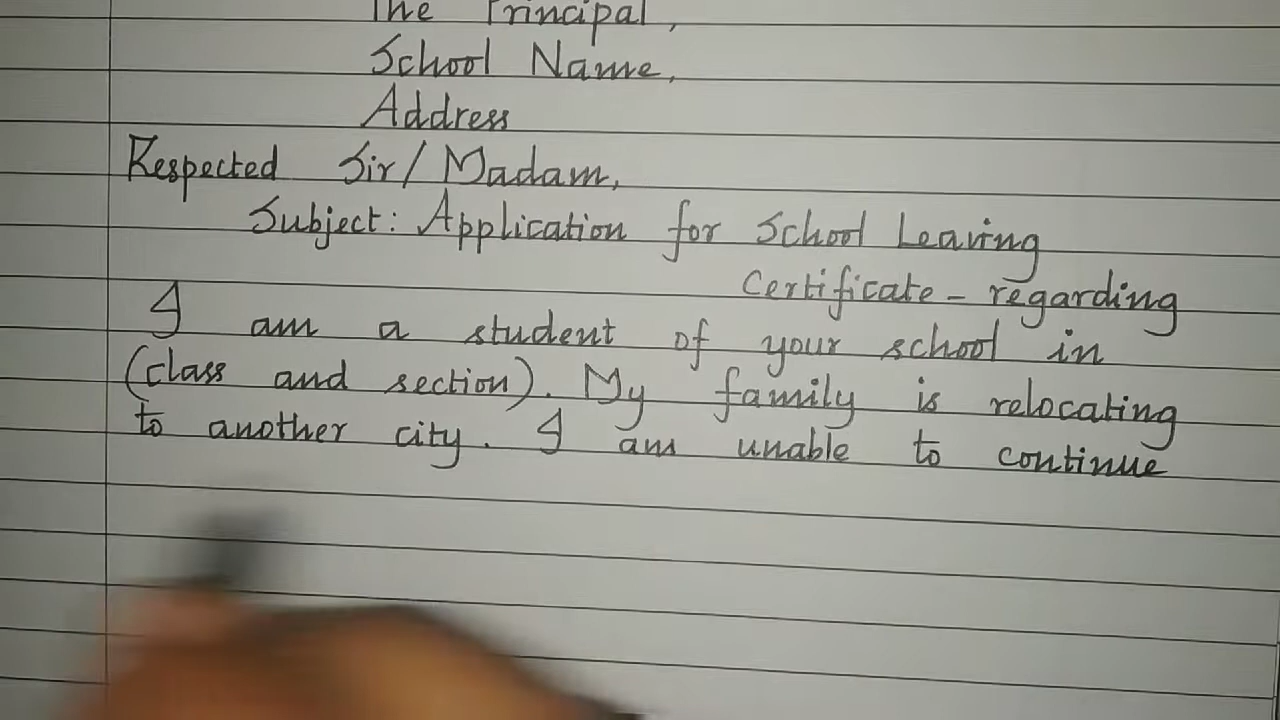 The Principal,
School Name,
Address
Respected Sir/Madam,
Subject: Application for School Leaving
Certificate - regarding
I am a student of your school in
(class and section). My family is relocating
to another city. I am unable to continue